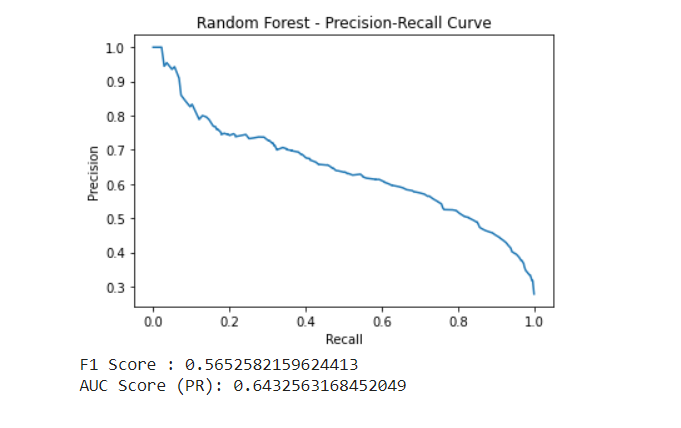 Random Forest - Precision-Recall Curve
1.0
0.9
0.8
0.7
0.6
0.5
0.4
0.3
Precision
0.0 0.2 0.4 0.6 0.8 1.0
Recall
F1 Score : 0.5652582159624413
AUC Score (PR): 0.6432563168452049